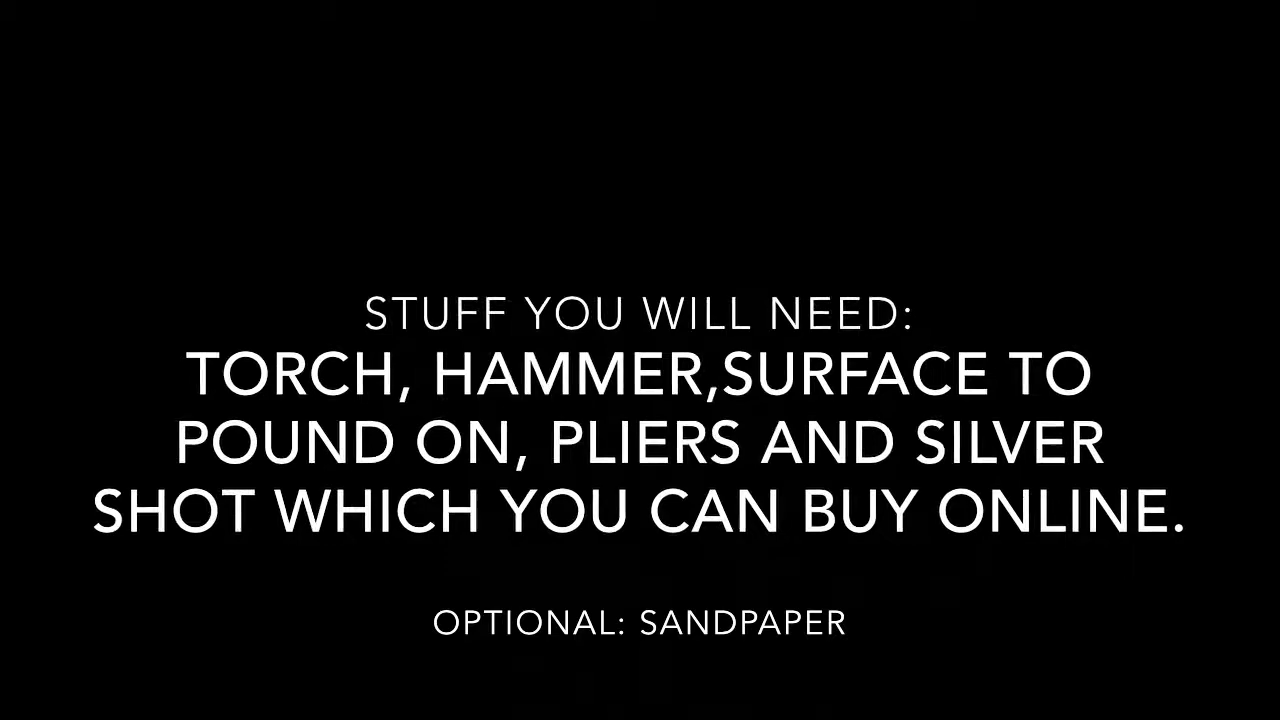 STUFF YOU WILL NEED:
TORCH, HAMMER,SURFACE TO
POUND ON, PLIERS AND SILVER
SHOT WHICH YOU CAN BUY ONLINE.
OPTIONAL: SANDPAPER